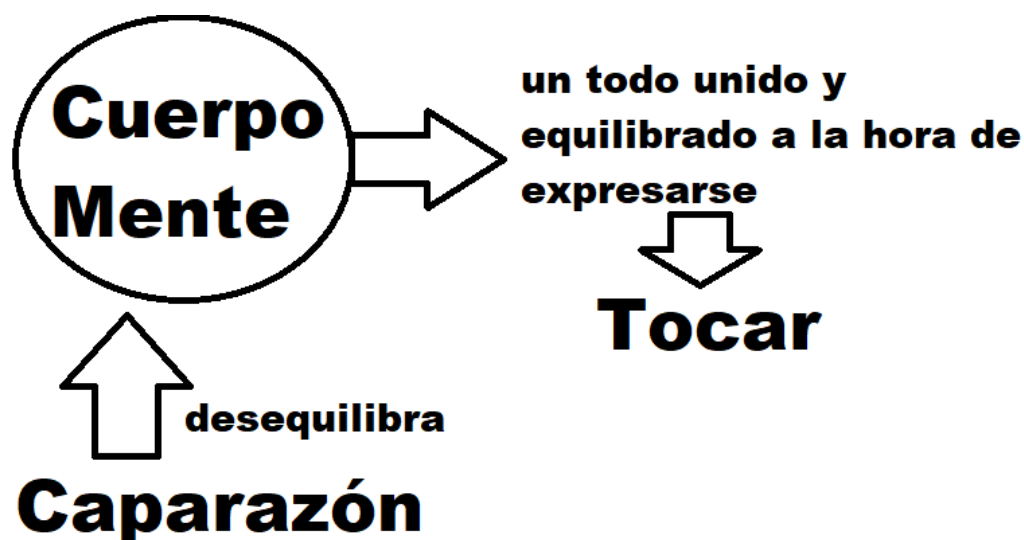 Cuerpo
Mente
un todo unido y
equilibrado a la hora de
expresarse
Tocar
desequilibra
Caparazón